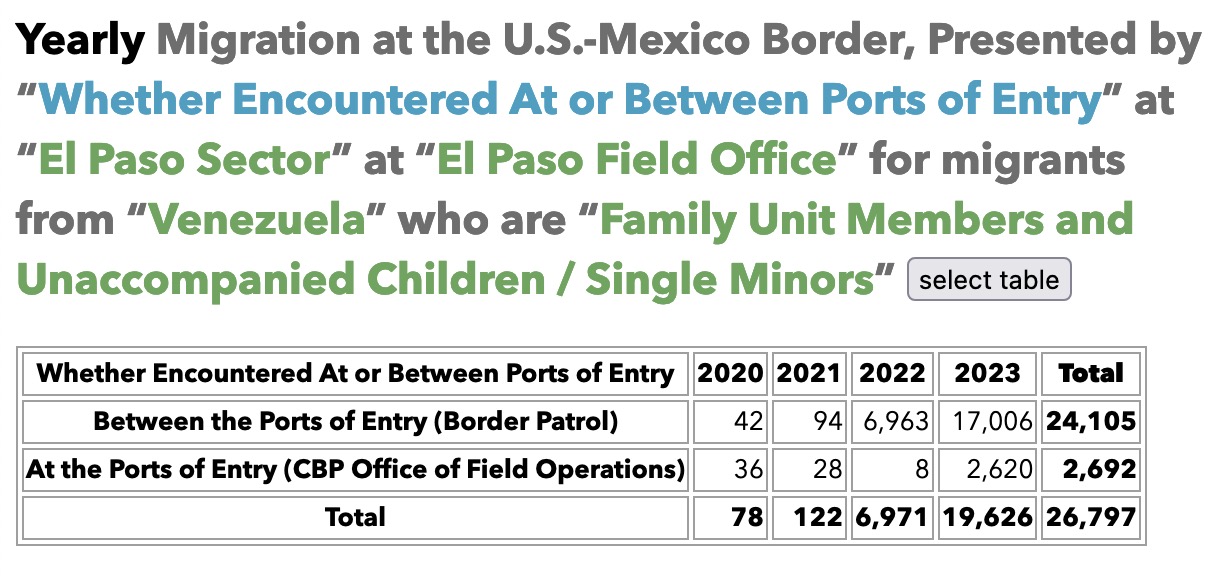 Yearly Migration at the U.S.-Mexico Border, Presented by
“Whether Encountered At or Between Ports of Entry” at
“El Paso Sector” at “El Paso Field Office” for migrants
from “Venezuela” who are “Family Unit Members and
Unaccompanied Children / Single Minors” select table
Whether Encountered At or Between Ports of Entry 2020 2021 2022 2023 Total
Between the Ports of Entry (Border Patrol) 42 94 6,963 17,006 24,105
At the Ports of Entry (CBP Office of Field Operations) 36 28 8 2,620 2,692
Total 78 122 6,971 19,626 26,797